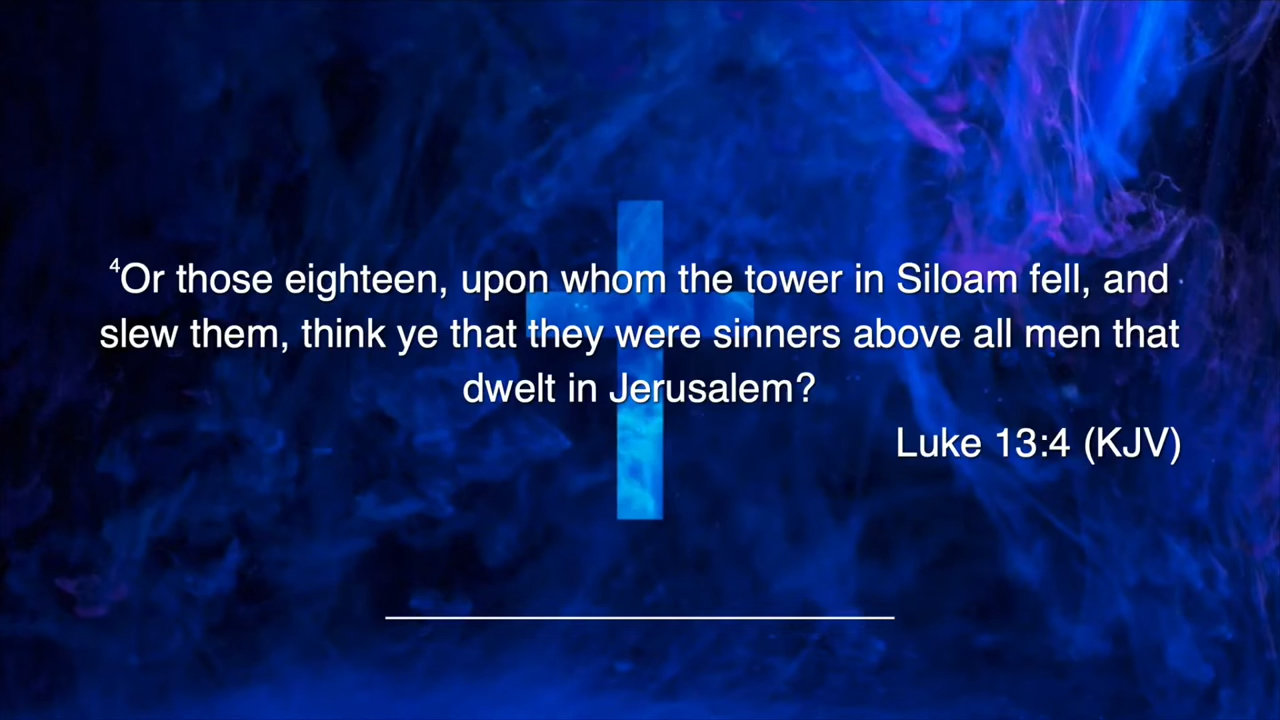 ⁴Or those eighteen, upon whom the tower in Siloam fell, and
slew them, think ye that they were sinners above all men that
dwelt in Jerusalem?
Luke 13:4 (KJV)